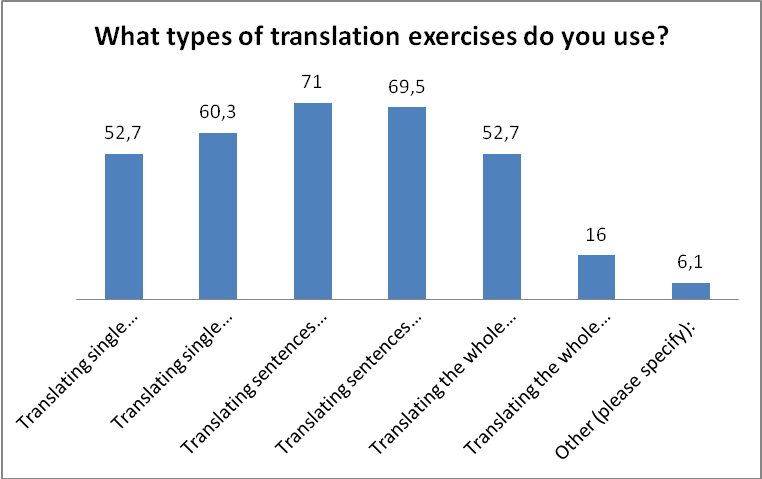 What types of translation exercises do you use?
52,7
60,3
71
69,5
52,7
16
6,1
Translating single...
Translating single...
Translating sentences...
Translating sentences...
Translating the whole...
Translating the whole...
Other (please specify):